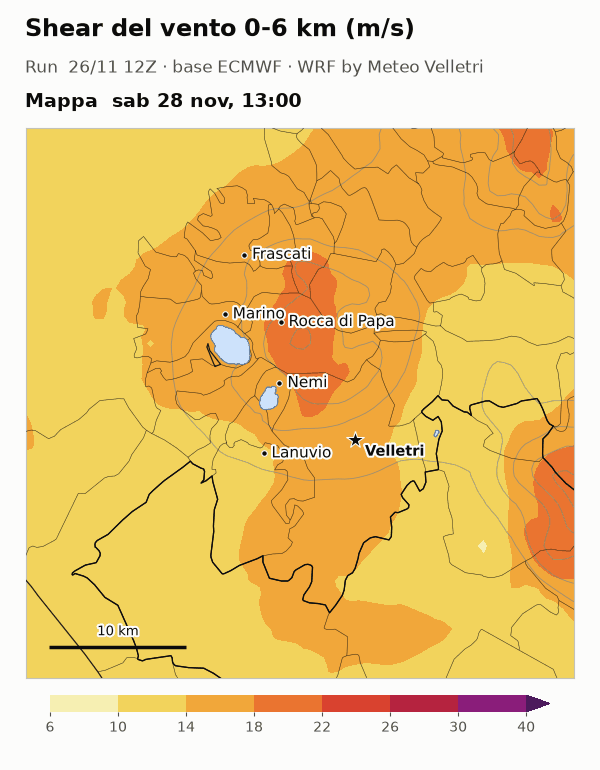 Shear del vento 0-6 km (m/s)
Run  26/11 12Z · base ECMWF · WRF by Meteo Velletri
Mappa  sab 28 nov, 13:00
Frascati
Marino
Rocca di Papa
Nemi
Velletri
Lanuvio
10 km
6 10 14 18 22 26 30 40